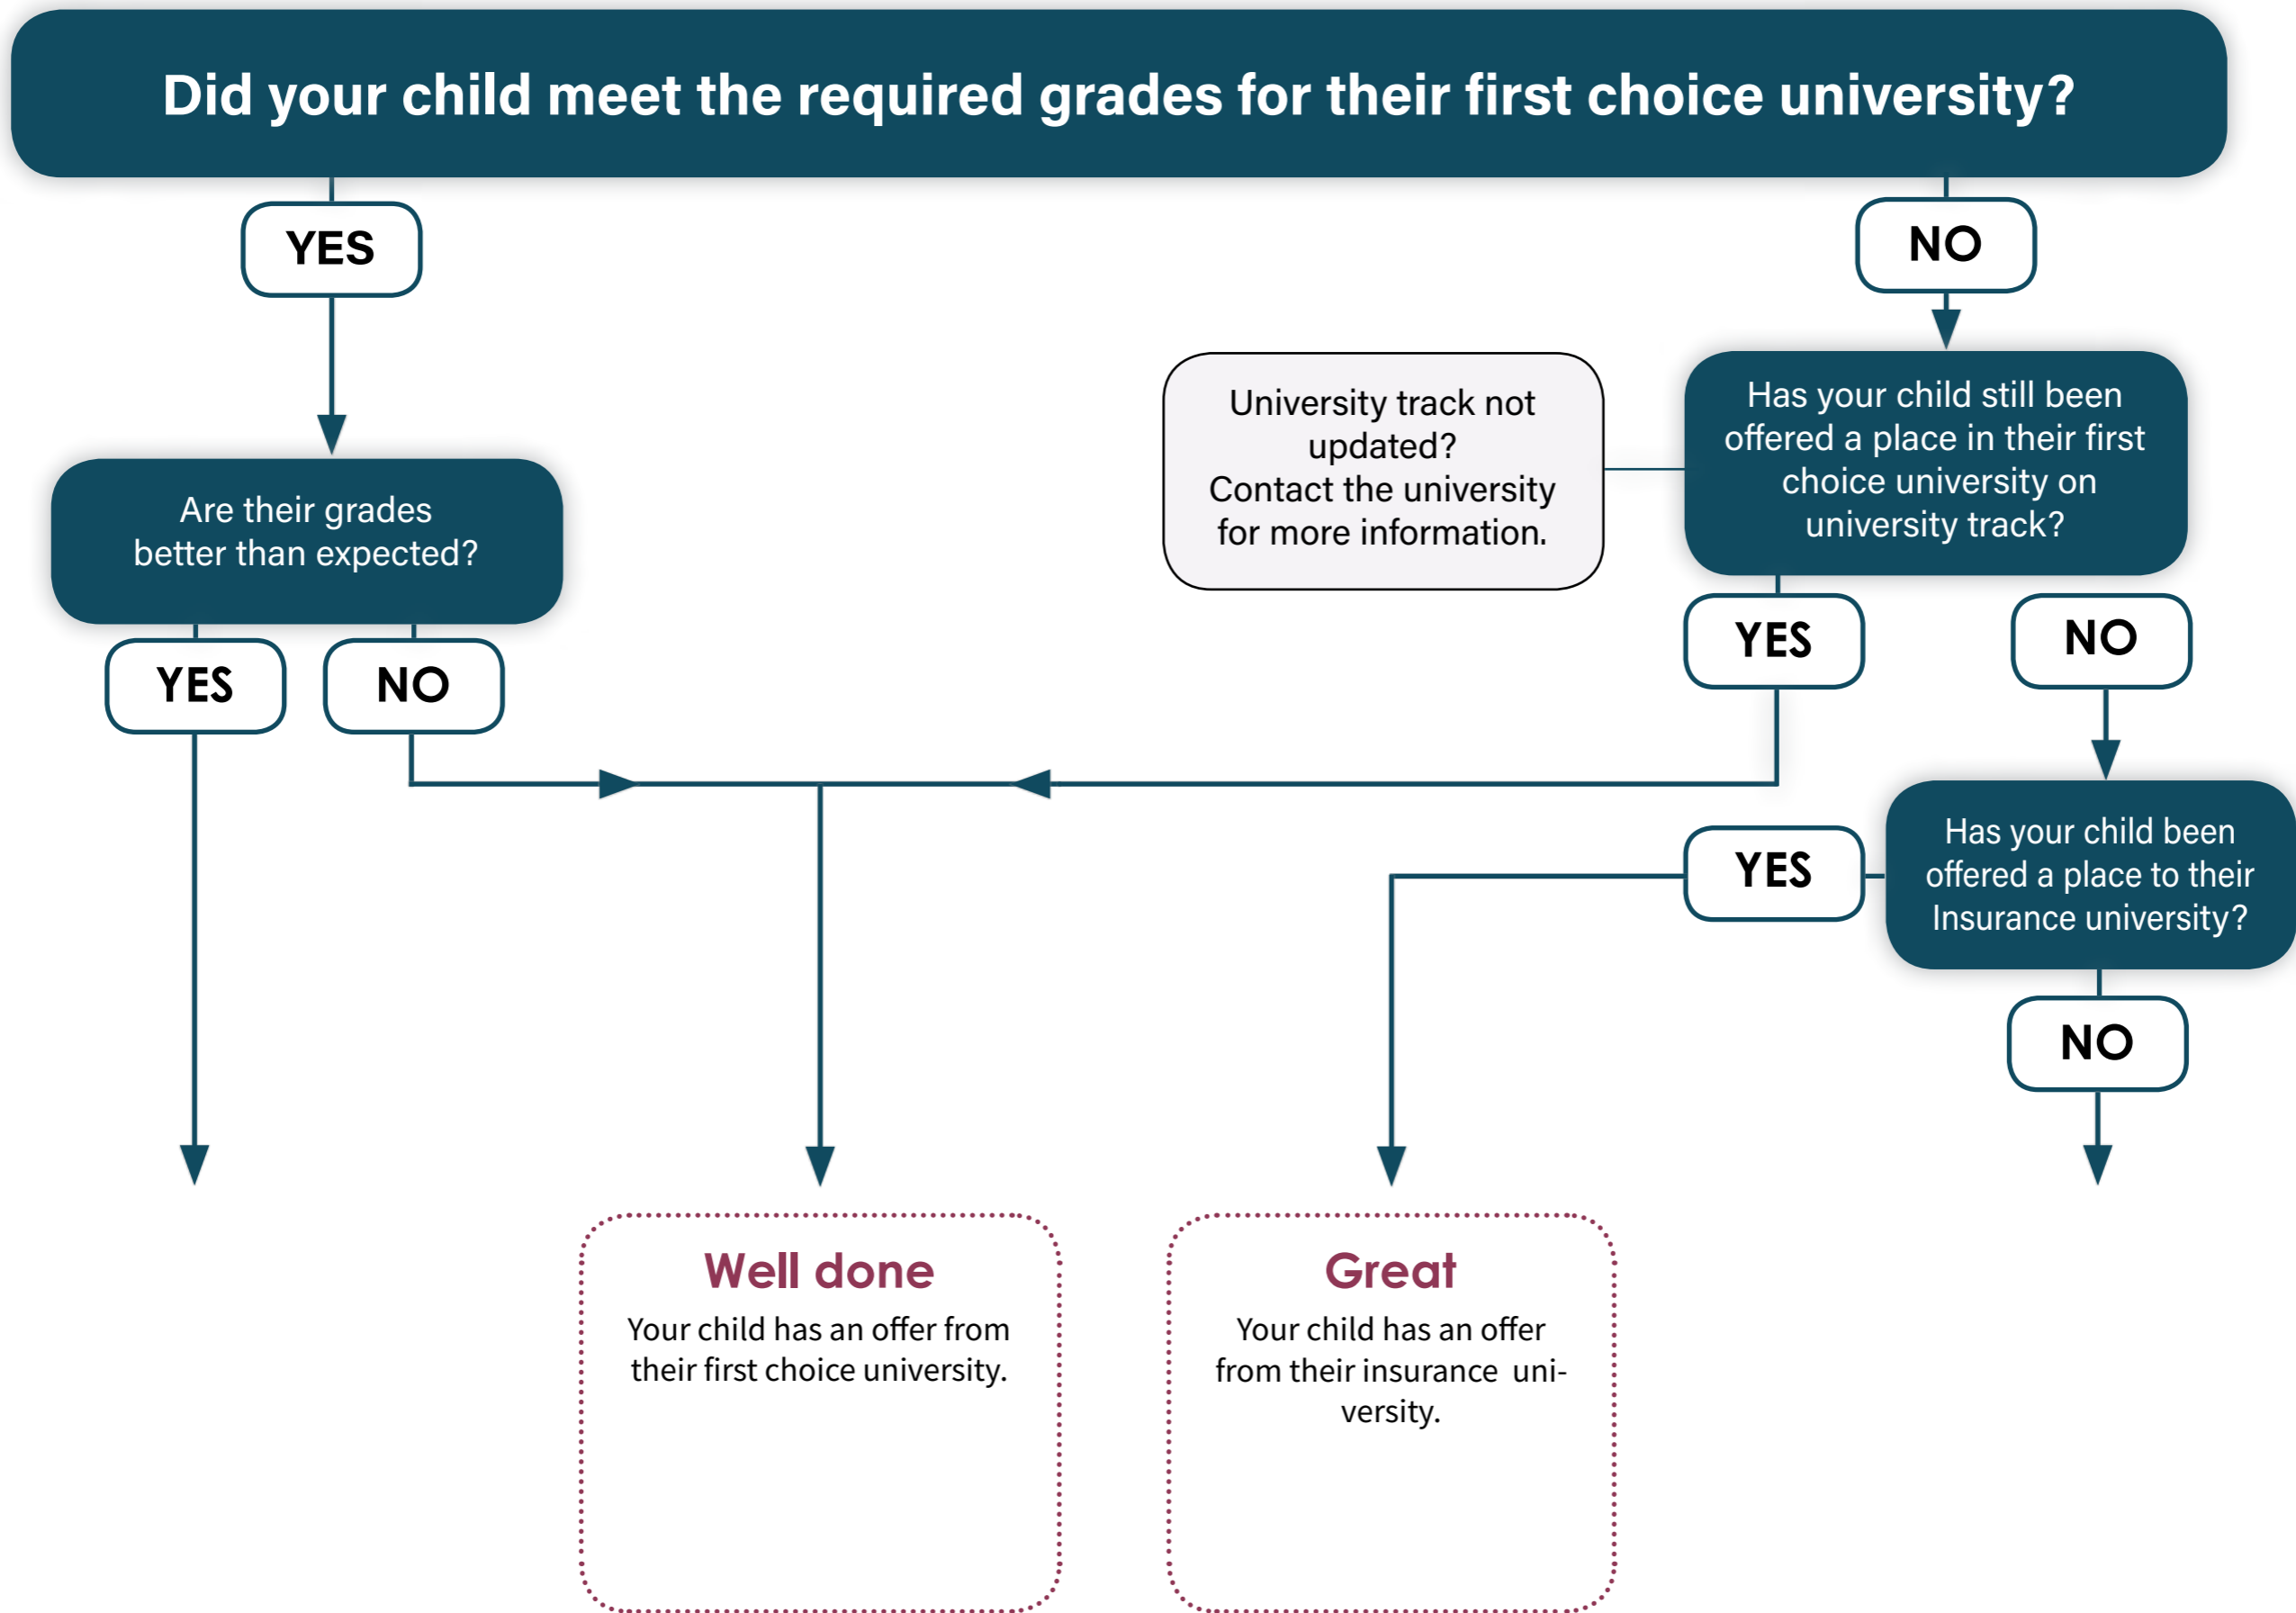 Did your child meet the required grades for their first choice university?
YES
NO
University track not
updated?
Contact the university
for more information.
Has your child still been
offered a place in their first
choice university on
university track?
Are their grades
better than expected?
YES
NO
YES
NO
Has your child been
offered a place to their
Insurance university?
YES
NO
Well done
Your child has an offer from
their first choice university.
Great
Your child has an offer
from their insurance uni-
versity.